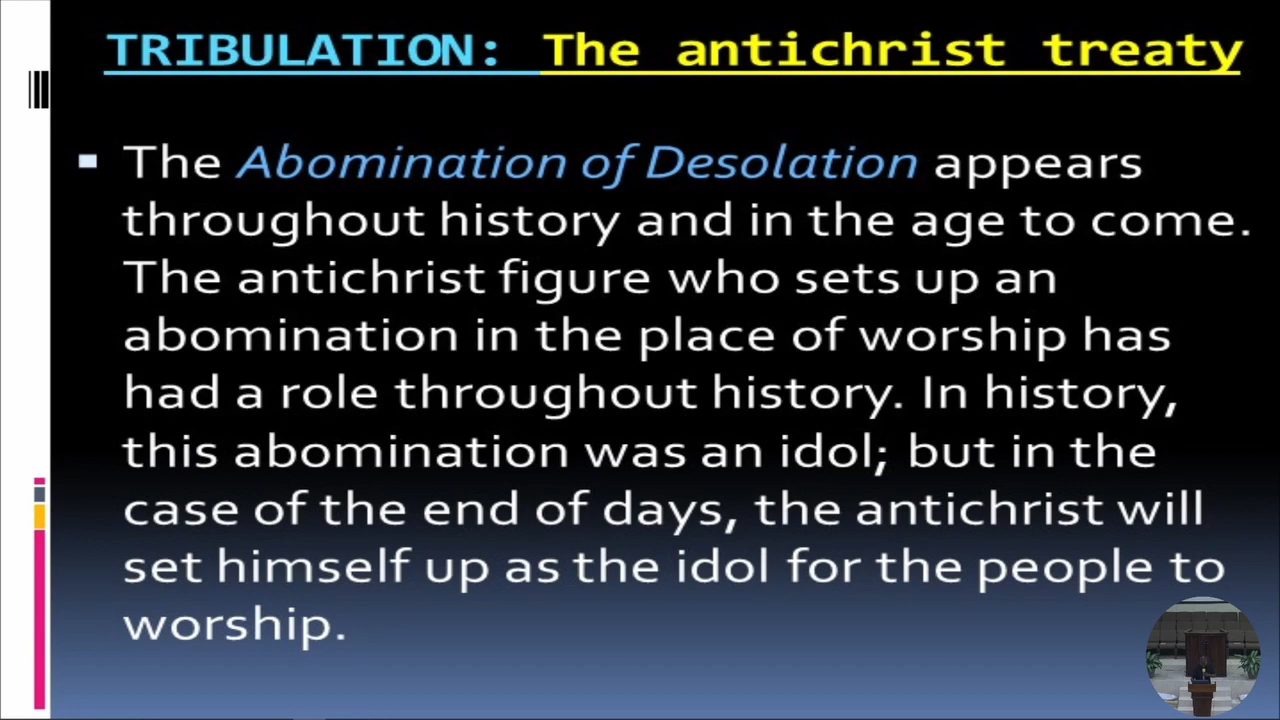 TRIBULATION: The antichrist treaty
The Abomination of Desolation appears
throughout history and in the age to come.
The antichrist figure who sets up an
abomination in the place of worship has
had a role throughout history. In history,
this abomination was an idol; but in the
case of the end of days, the antichrist will
set himself up as the idol for the people to
worship.